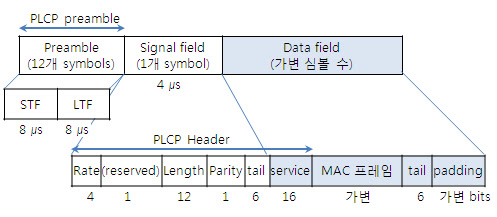 PLCP preamble
Preamble Signal field Data field
(12개 symbols) (1개 symbol) (가변 심볼 수)
4 μs
STF LTF
8 μs 8 μs
PLCP Header
Rate (reserved) Length Parity tail service MAC 프레임 tail padding
4 1 12 1 6 16 가변 6 가변 bits